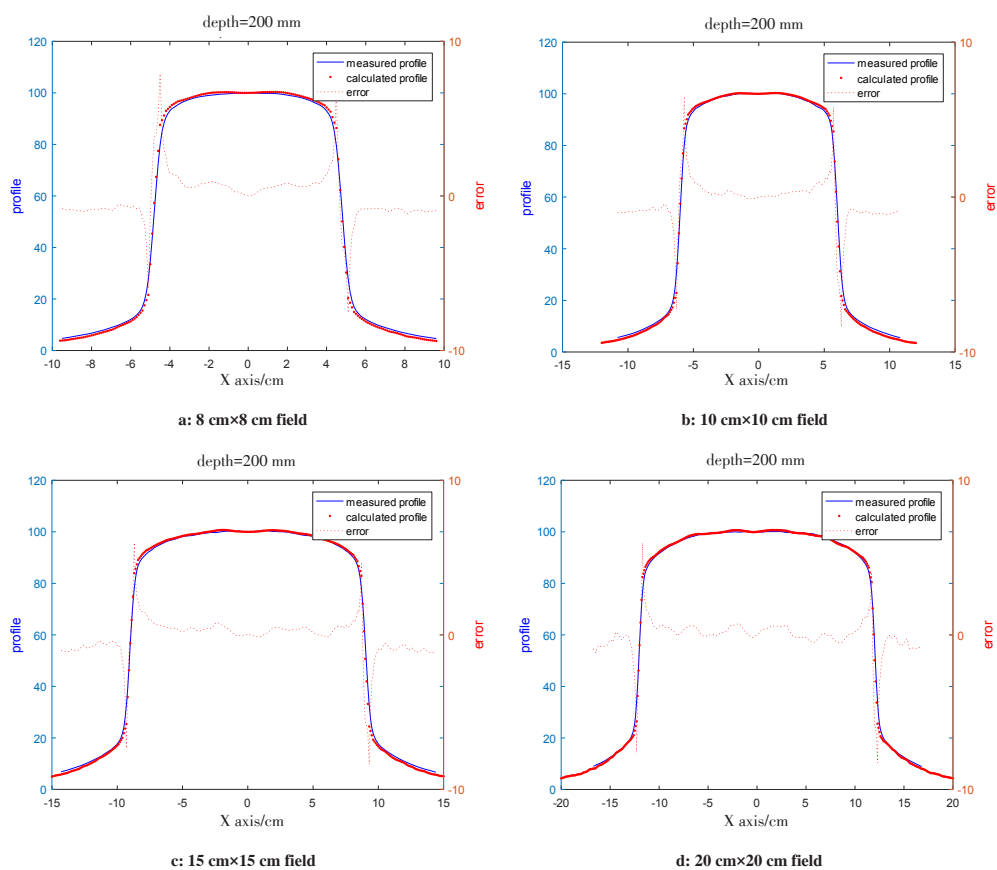 depth=200 mm
120
100
80
60
40
20
0
profile
10
0
-10
error
measured profile
calculated profile
error
-10
-8
-6
-4
-2
0
2
4
6
8
10
X axis/cm
a: 8 cm×8 cm field
depth=200 mm
120
100
80
60
40
20
0
profile
10
0
-10
error
measured profile
calculated profile
error
-15
-10
-5
0
5
10
15
X axis/cm
b: 10 cm×10 cm field
depth=200 mm
120
100
80
60
40
20
0
profile
10
0
-10
error
measured profile
calculated profile
error
-15
-10
-5
0
5
10
15
X axis/cm
c: 15 cm×15 cm field
depth=200 mm
120
100
80
60
40
20
0
profile
10
0
-10
error
measured profile
calculated profile
error
-20
-15
-10
-5
0
5
10
15
20
X axis/cm
d: 20 cm×20 cm field